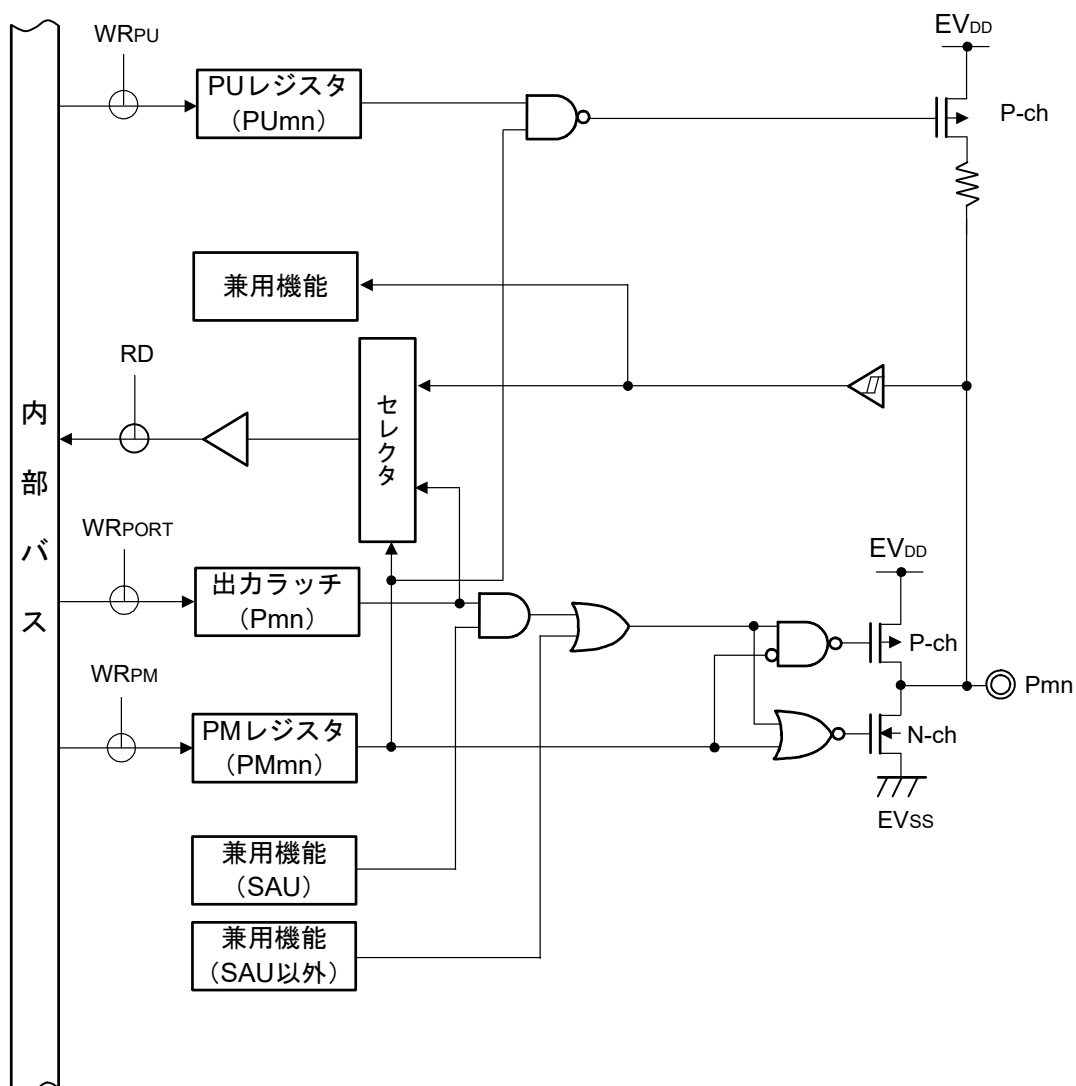 WRPU
EVDD
PUレジスタ
（PUmn）
P-ch
兼用機能
RD
セレクタ
内部バス
WRPORT
EVDD
出力ラッチ
（Pmn）
P-ch
Pmn
WRPM
PMレジスタ
（PMmn）
N-ch
EVSS
兼用機能
（SAU）
兼用機能
（SAU以外）